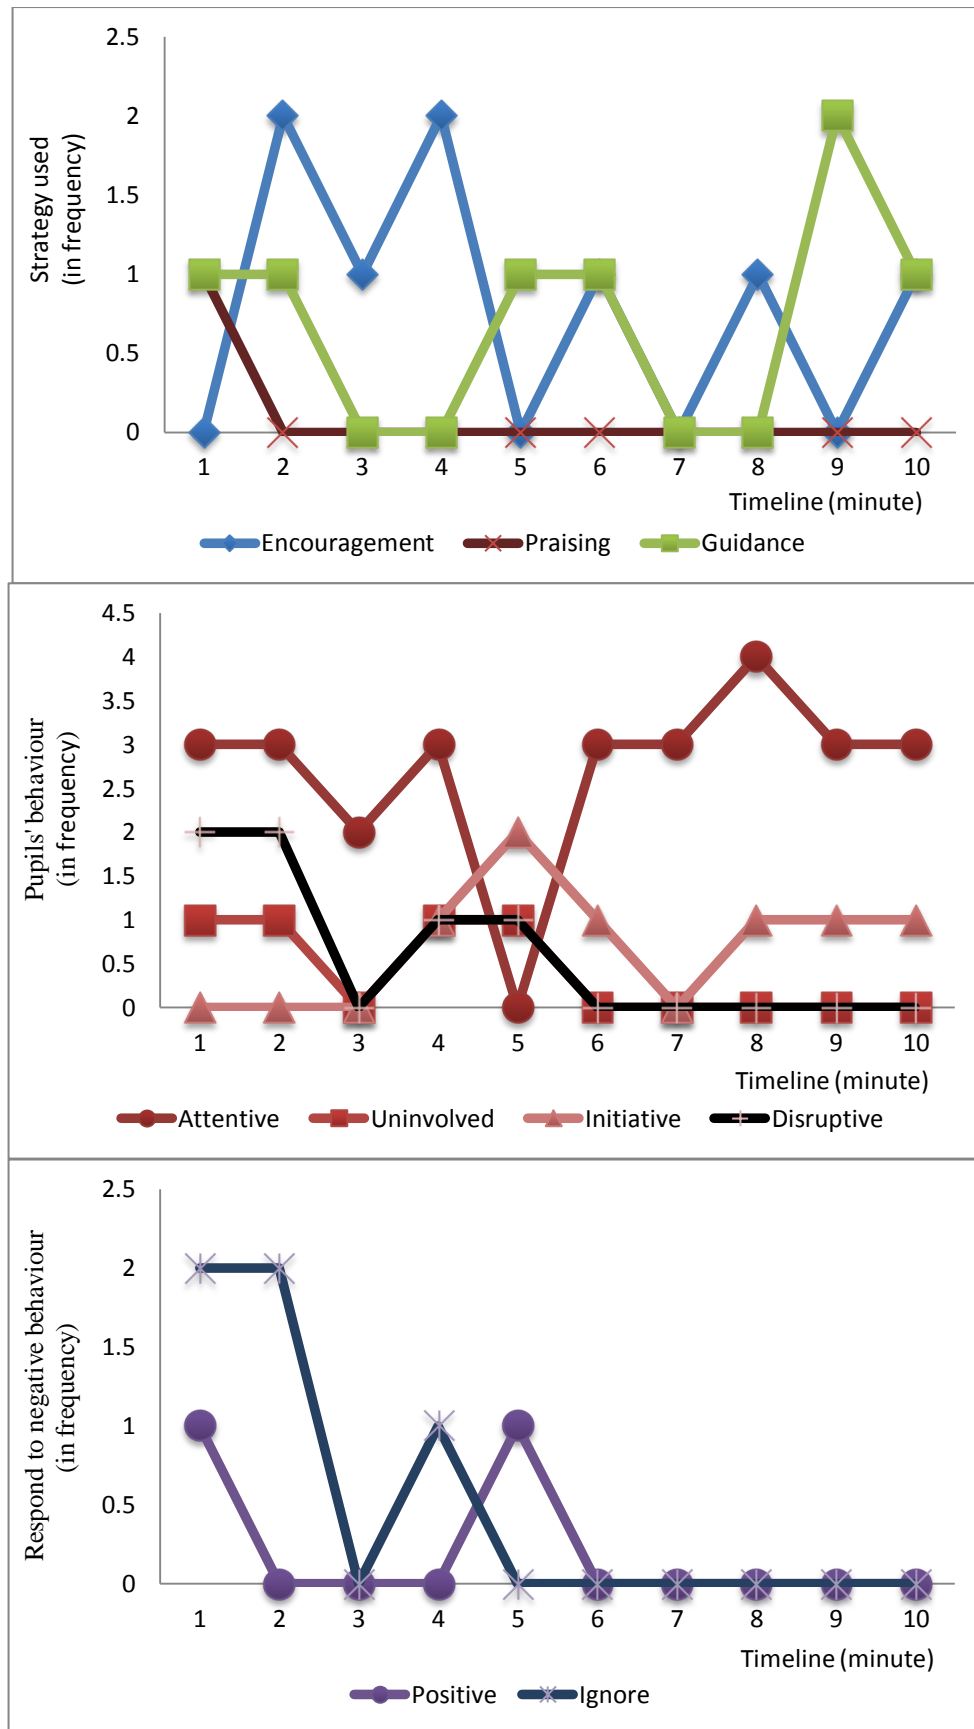 2.5
2
1.5
1
0.5
0
Strategy used
(in frequency)
1 2 3 4 5 6 7 8 9 10
Timeline (minute)
Encouragement Praising Guidance
4.5
4
3.5
3
2.5
2
1.5
1
0.5
0
Pupils' behaviour
(in frequency)
1 2 3 4 5 6 7 8 9 10
Timeline (minute)
Attentive Uninvolved Initiative Disruptive
2.5
2
1.5
1
0.5
0
Respond to negative behaviour
(in frequency)
1 2 3 4 5 6 7 8 9 10
Timeline (minute)
Positive Ignore